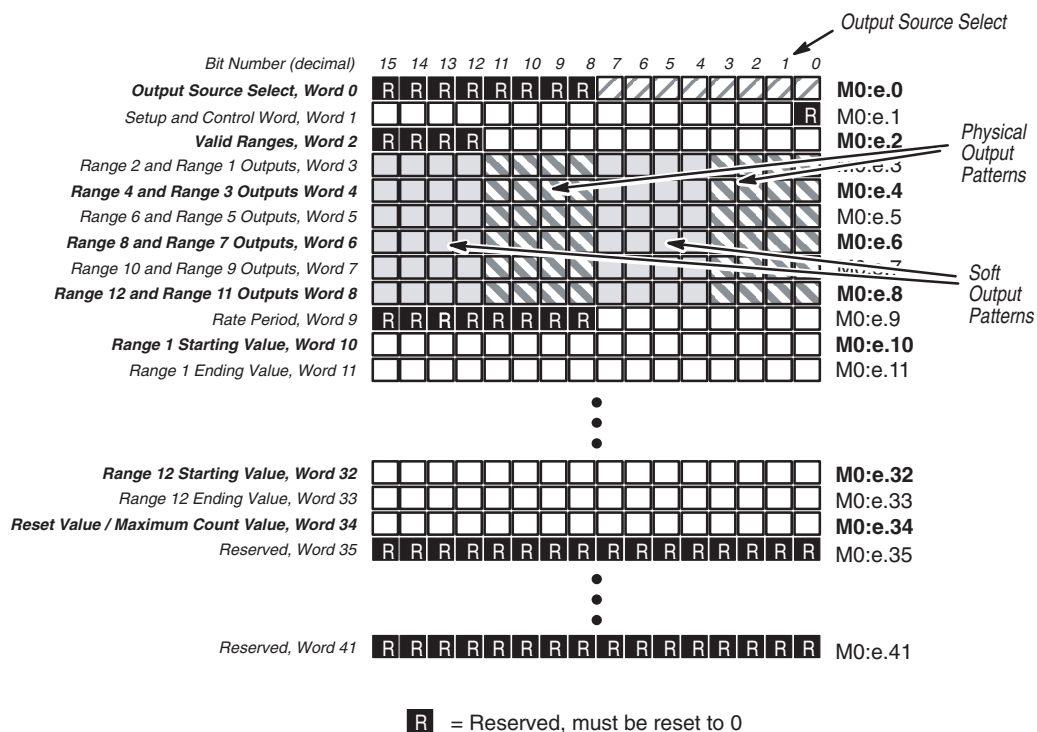 Output Source Select
Bit Number (decimal) 15 14 13 12 11 10 9 8 7 6 5 4 3 2 1 0
Output Source Select, Word 0 R R R R R R R R M0:e.0
Setup and Control Word, Word 1 R M0:e.1
Valid Ranges, Word 2 R R R R M0:e.2
Physical
Output
Patterns
Range 2 and Range 1 Outputs, Word 3 M0:e.3
Range 4 and Range 3 Outputs Word 4 M0:e.4
Range 6 and Range 5 Outputs, Word 5 M0:e.5
Range 8 and Range 7 Outputs, Word 6 M0:e.6
Range 10 and Range 9 Outputs, Word 7 M0:e.7
Soft
Output
Patterns
Range 12 and Range 11 Outputs Word 8 M0:e.8
Rate Period, Word 9 R R R R R R R R M0:e.9
Range 1 Starting Value, Word 10 M0:e.10
Range 1 Ending Value, Word 11 M0:e.11
Range 12 Starting Value, Word 32 M0:e.32
Range 12 Ending Value, Word 33 M0:e.33
Reset Value / Maximum Count Value, Word 34 M0:e.34
Reserved, Word 35 R R R R R R R R R R R R R R R R M0:e.35
Reserved, Word 41 R R R R R R R R R R R R R R R R M0:e.41
R = Reserved, must be reset to 0